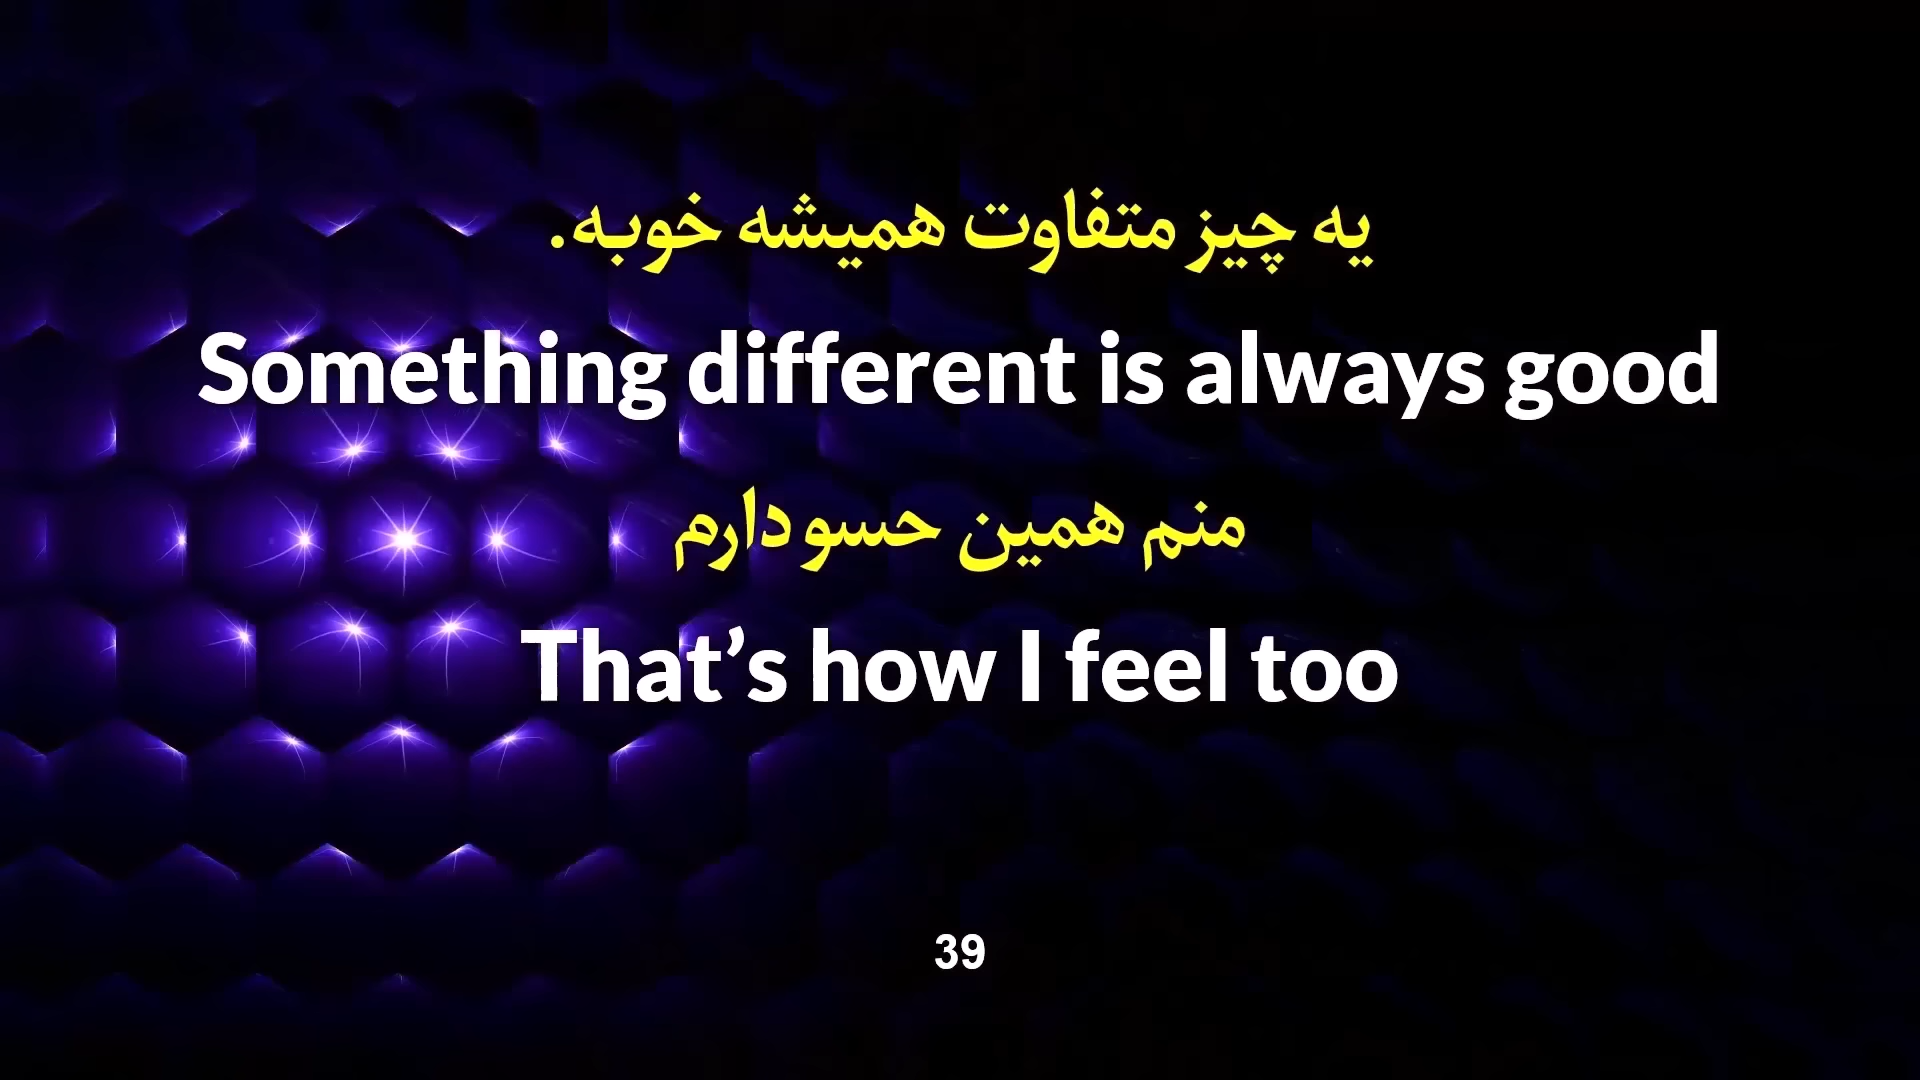 یه چیز متفاوت همیشه خوبه.
Something different is always good
منم همین حسو دارم
That’s how I feel too
39